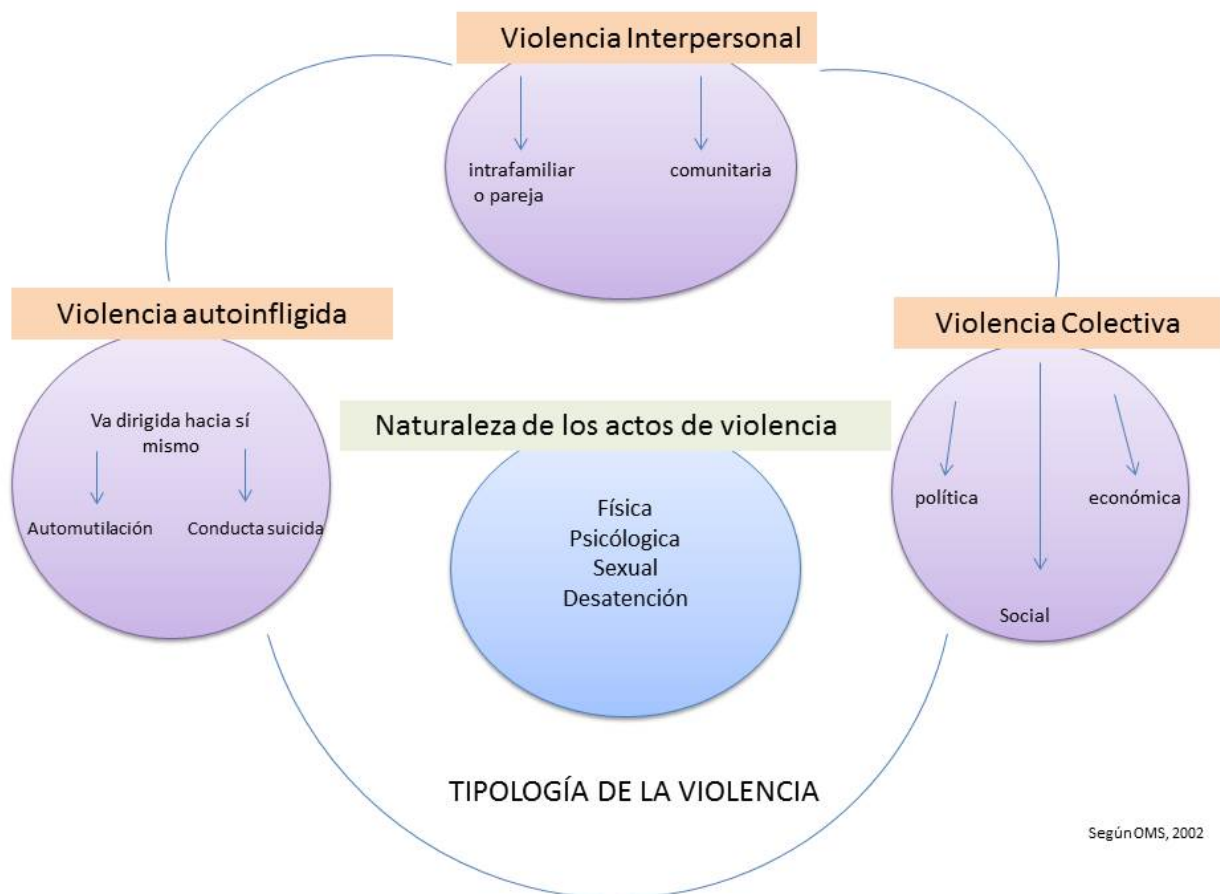 Violencia Interpersonal
intrafamiliar
o pareja
comunitaria
Violencia autoinfligida
Va dirigida hacia sí
mismo
Automutilación
Conducta suicida
Violencia Colectiva
política
económica
Social
Naturaleza de los actos de violencia
Física
Psicólogica
Sexual
Desatención
TIPOLOGÍA DE LA VIOLENCIA
Según OMS, 2002